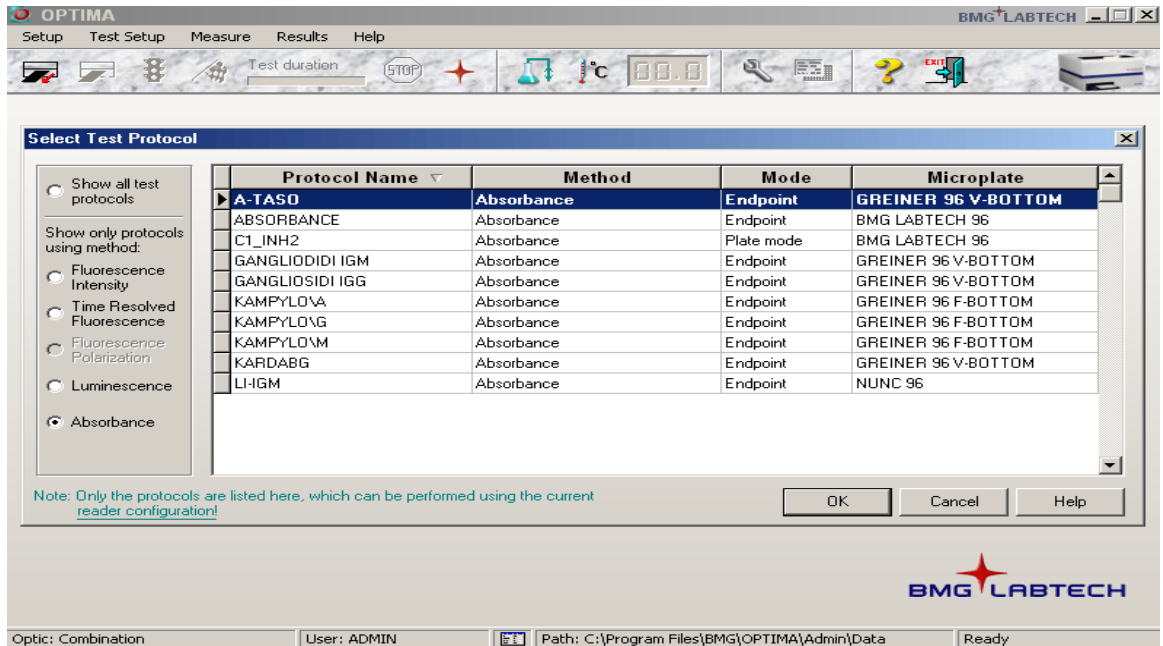 OPTIMA
BMG LABTECH
Setup Test Setup Measure Results Help
Test duration
STOP
°C
88.8
?
EXIT
Select Test Protocol
Show all test
protocols
Show only protocols
using method:
Fluorescence
Intensity
Time Resolved
Fluorescence
Fluorescence
Polarization
Luminescence
Absorbance
Protocol Name Method Mode Microplate
A-TASO Absorbance Endpoint GREINER 96 V-BOTTOM
ABSORBANCE Absorbance Endpoint BMG LABTECH 96
C1_INH2 Absorbance Plate mode BMG LABTECH 96
GANGLIODIDI IGM Absorbance Endpoint GREINER 96 V-BOTTOM
GANGLIOSIDI IGG Absorbance Endpoint GREINER 96 V-BOTTOM
KAMPYLO\A Absorbance Endpoint GREINER 96 F-BOTTOM
KAMPYLO\G Absorbance Endpoint GREINER 96 F-BOTTOM
KAMPYLO\M Absorbance Endpoint GREINER 96 F-BOTTOM
KARDABG Absorbance Endpoint GREINER 96 V-BOTTOM
LI-IGM Absorbance Endpoint NUNC 96
Note: Only the protocols are listed here, which can be performed using the current
reader configuration!
OK Cancel Help
BMG LABTECH
Optic: Combination User: ADMIN Path: C:\Program Files\BMG\OPTIMA\Admin\Data Ready